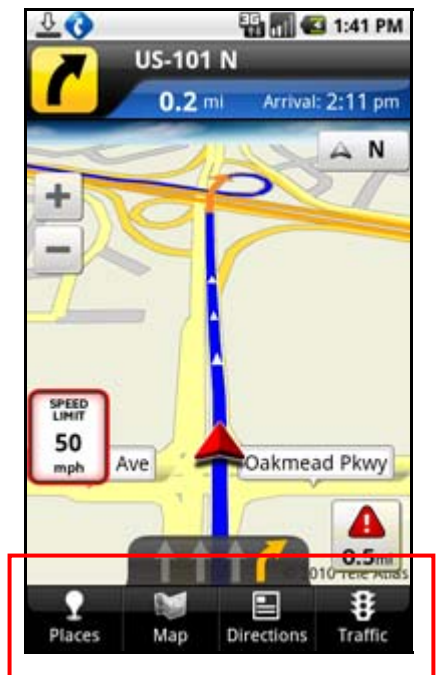 1:41 PM
US-101 N
0.2 mi Arrival: 2:11 pm
N
SPEED
LIMIT
50
mph
Ave
Oakmead Pkwy
0.5mi
2010 Tele Atlas
Places Map Directions Traffic